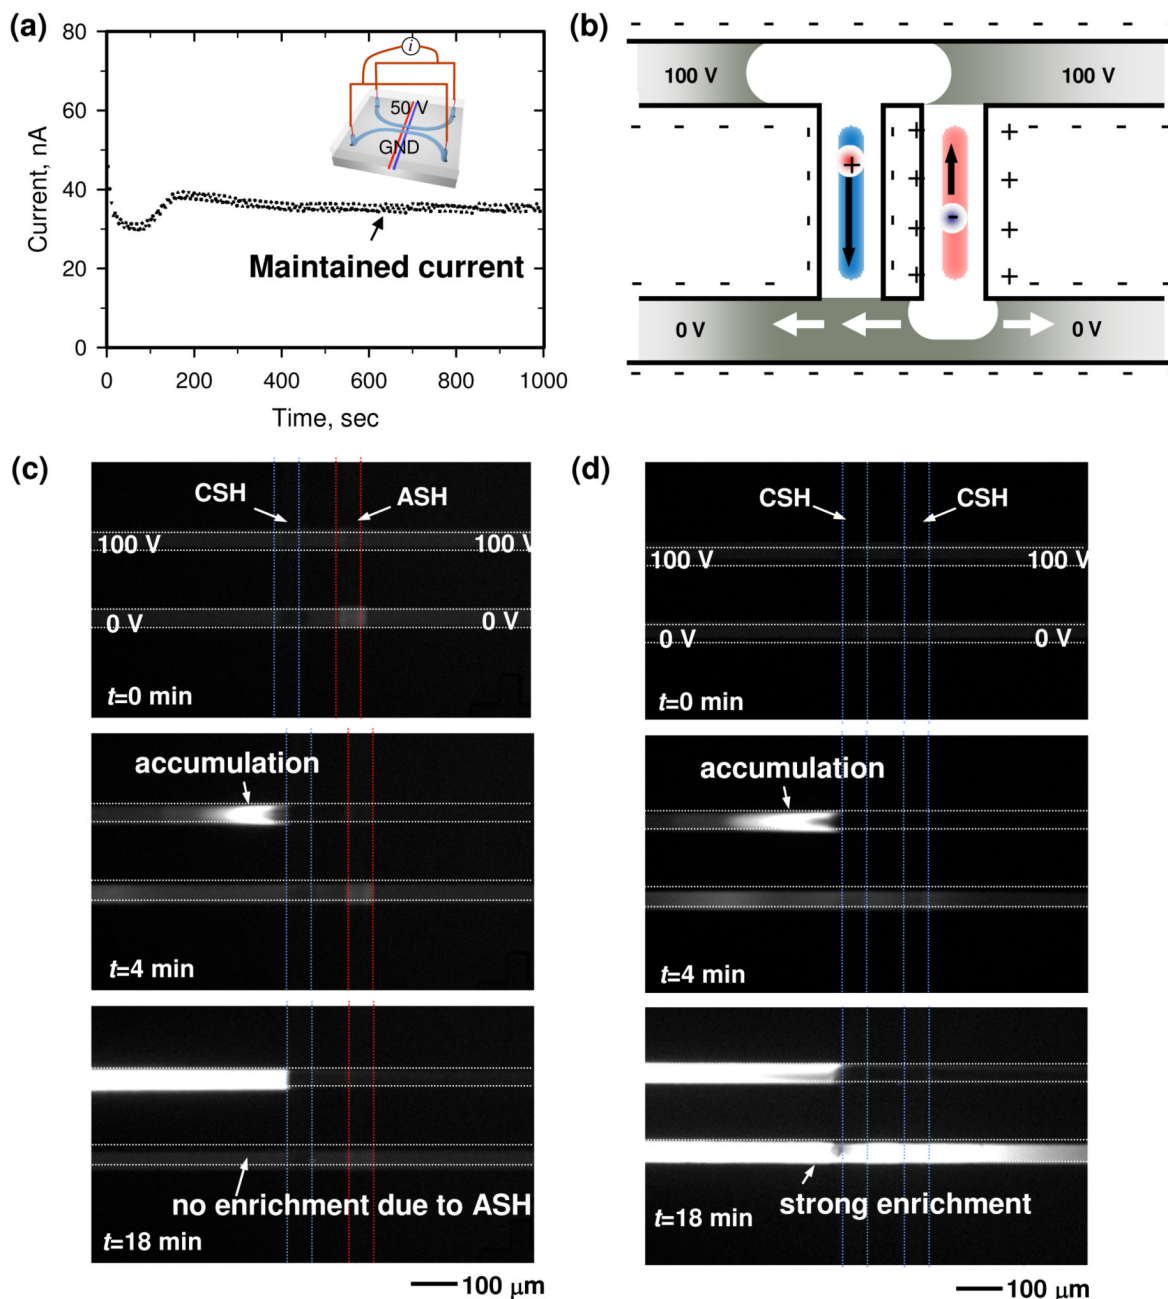 (a)
80
60
40
20
0
Current, nA
0 200 400 600 800 1000
Time, sec
i
50 V
GND
Maintained current
(b)
100 V 100 V
0 V 0 V
(c)
CSH ASH
100 V 100 V
0 V 0 V
t=0 min
accumulation
t=4 min
no enrichment due to ASH
t=18 min
100 µm
(d)
CSH CSH
100 V 100 V
0 V 0 V
t=0 min
accumulation
t=4 min
strong enrichment
t=18 min
100 µm